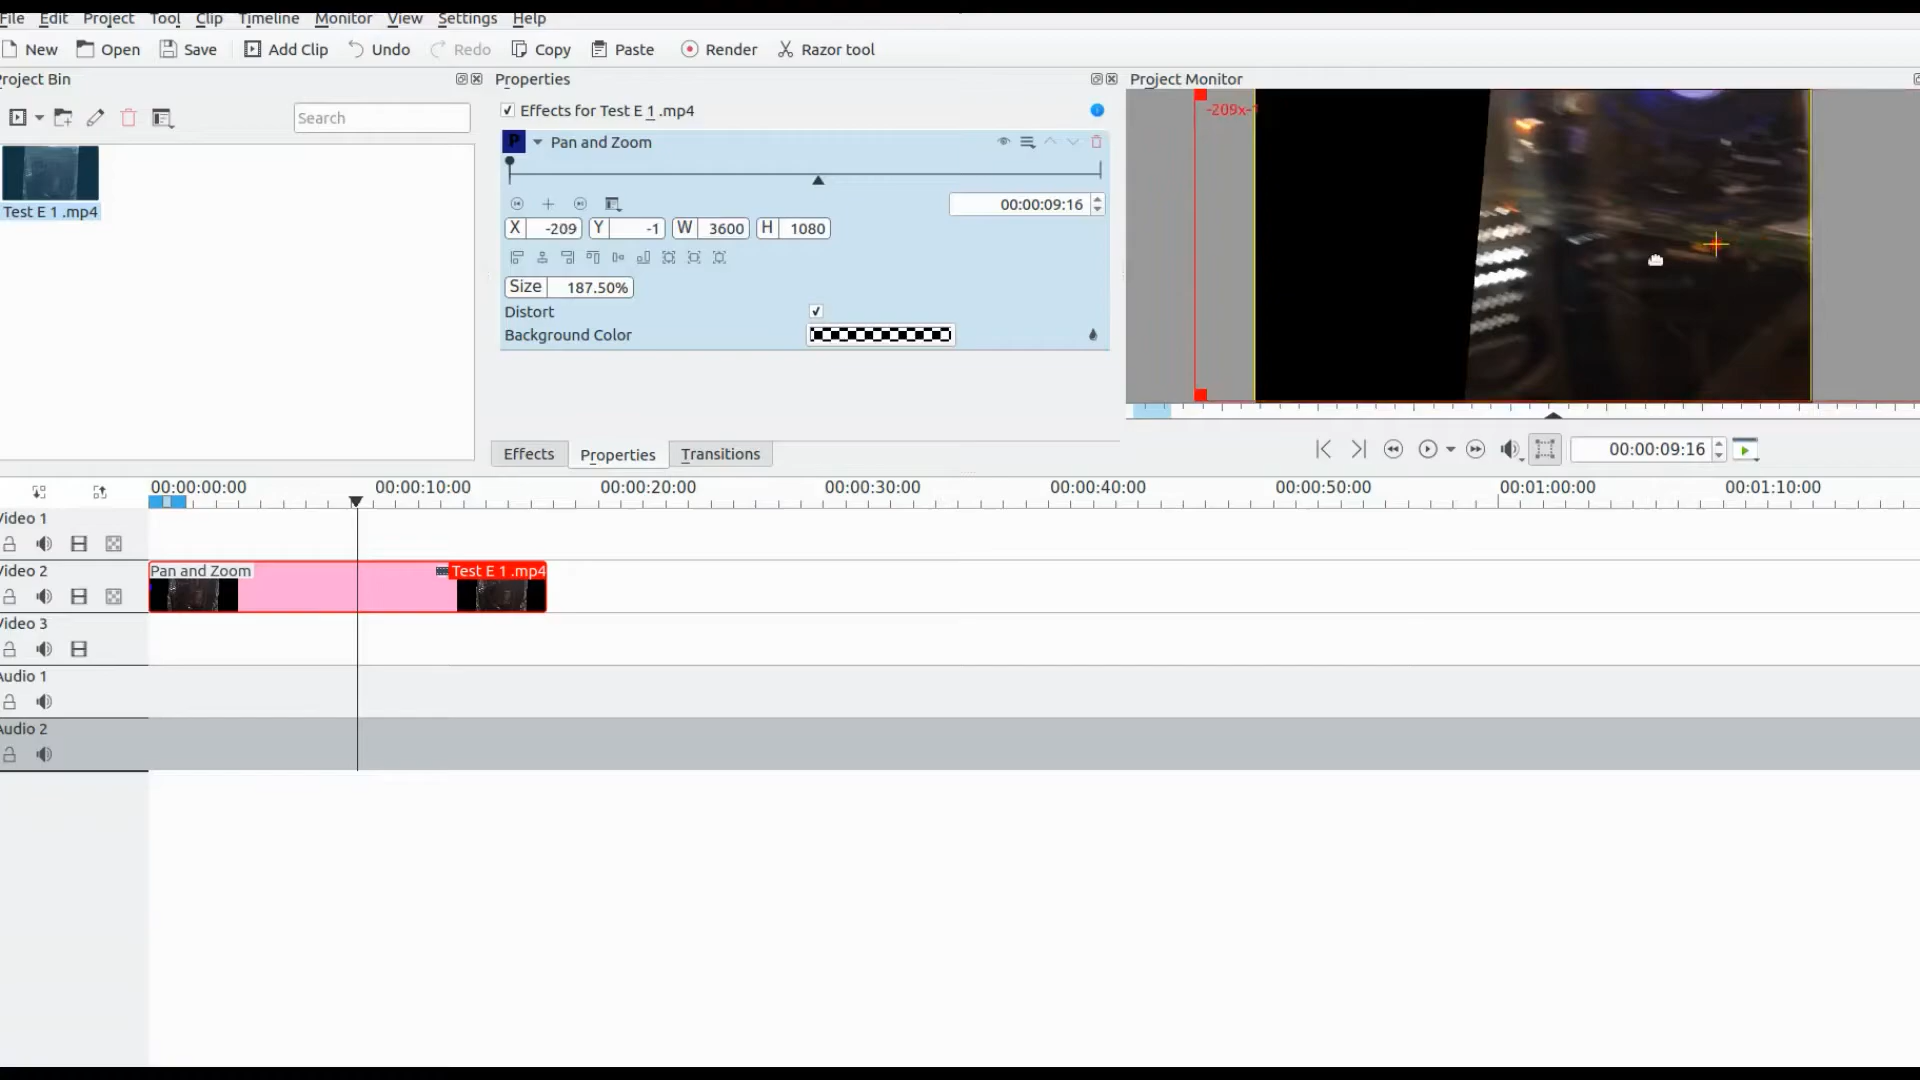 File Edit Project Tool Clip Timeline Monitor View Settings Help
New Open Save Add Clip Undo Redo Copy Paste Render Razor tool
Project Bin
Properties
Project Monitor
Search
Test E 1 .mp4
Effects for Test E 1 .mp4
P Pan and Zoom
00:00:09:16
X -209 Y -1 W 3600 H 1080
Size 187.50%
Distort
Background Color
Effects Properties Transitions
-209x-1
00:00:09:16
00:00:00:00 00:00:10:00 00:00:20:00 00:00:30:00 00:00:40:00 00:00:50:00 00:01:00:00 00:01:10:00
Video 1
Video 2
Pan and Zoom
Test E 1 .mp4
Video 3
Audio 1
Audio 2